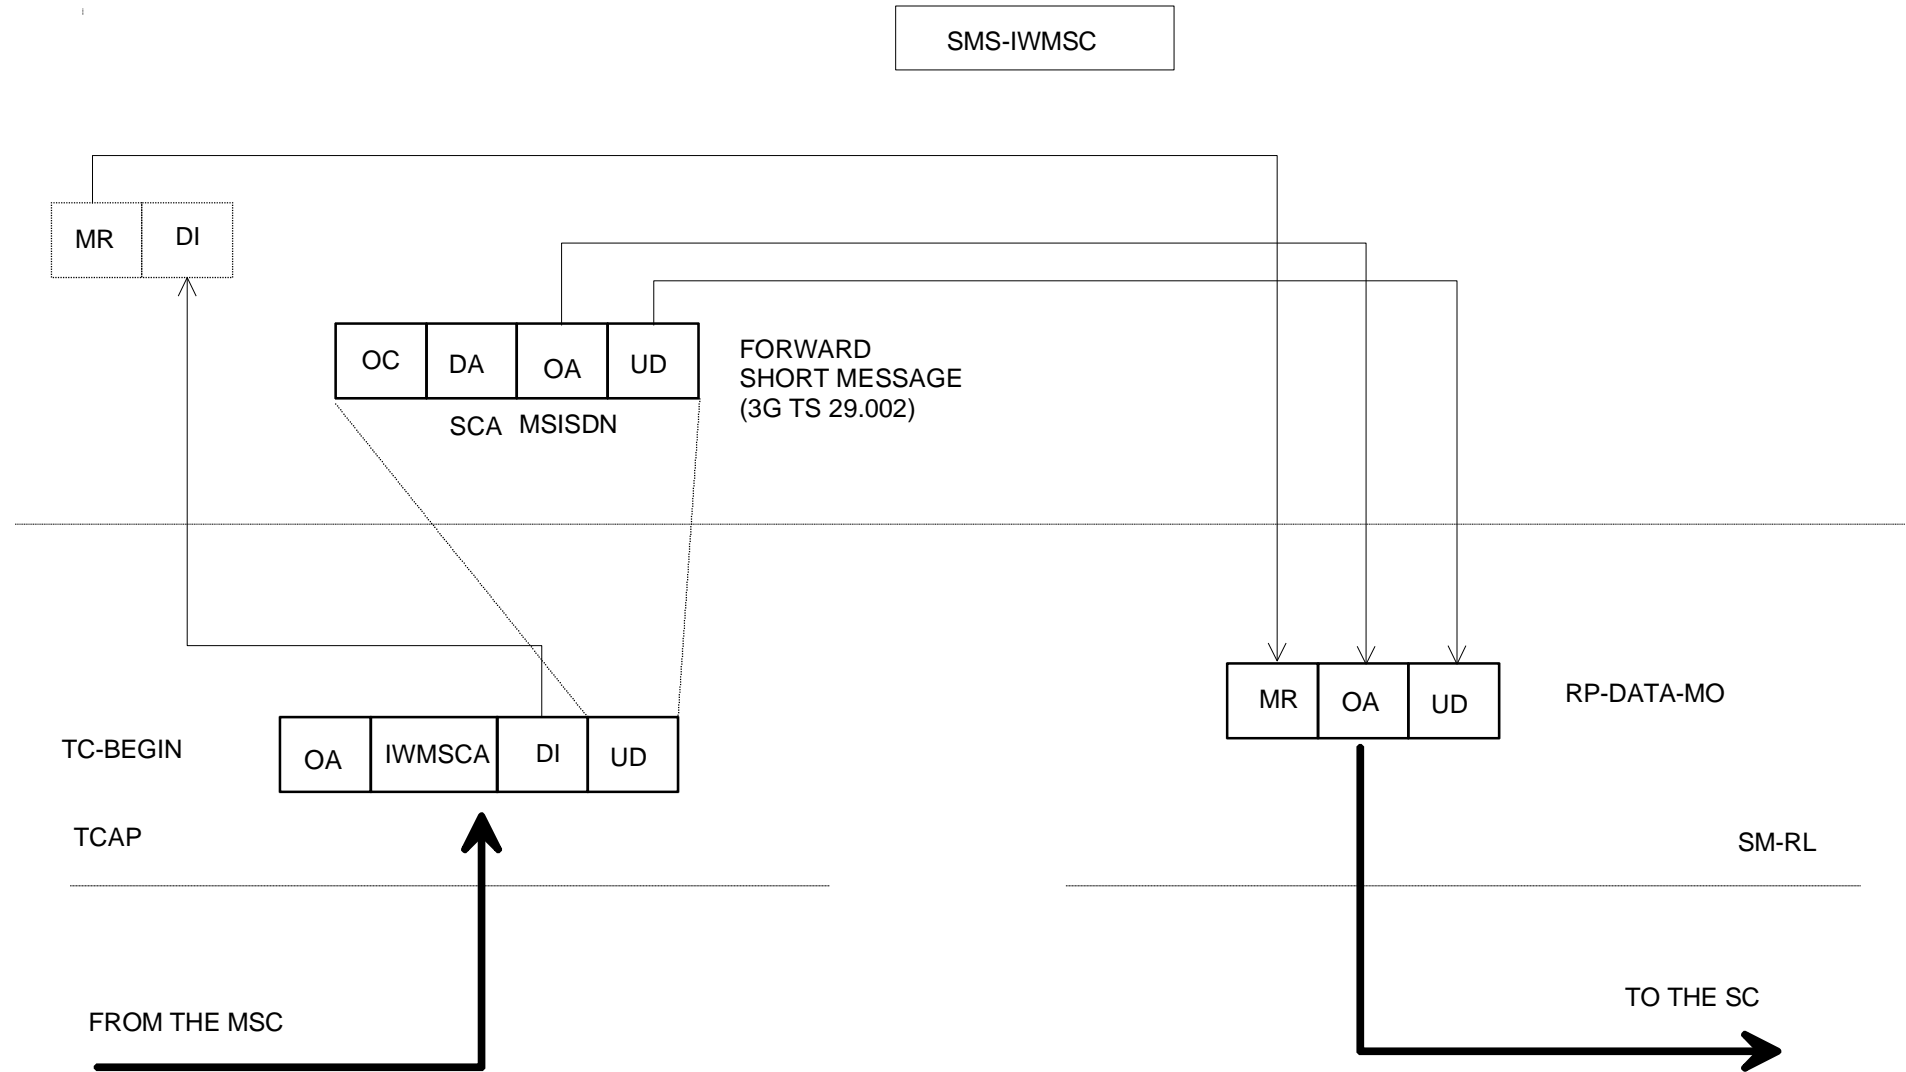 SMS-IWMSC
MR DI
OC DA OA UD
FORWARD
SHORT MESSAGE
(3G TS 29.002)
SCA MSISDN
MR OA UD
RP-DATA-MO
TC-BEGIN
OA IWMSCA DI UD
TCAP
SM-RL
FROM THE MSC
TO THE SC